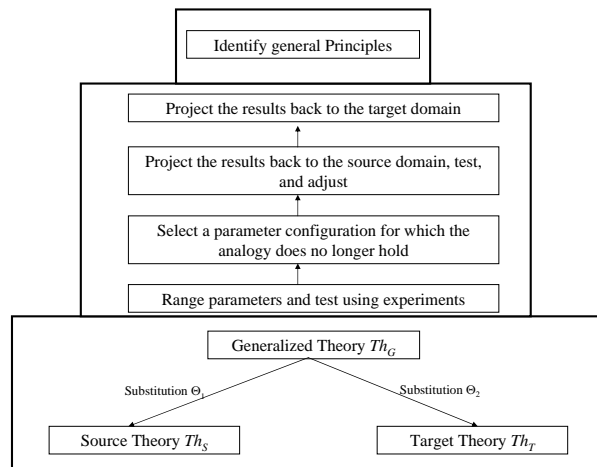 Identify general Principles
Project the results back to the target domain
Project the results back to the source domain, test,
and adjust
Select a parameter configuration for which the
analogy does no longer hold
Range parameters and test using experiments
Generalized Theory Th_G
Substitution Θ₁
Substitution Θ₂
Source Theory Th_S
Target Theory Th_T